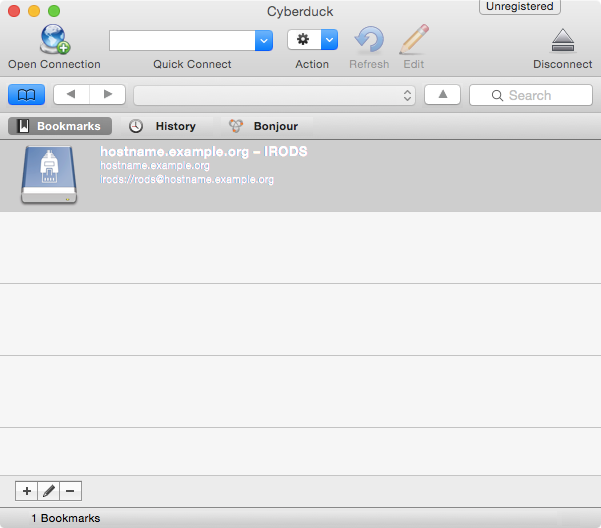 Cyberduck
Unregistered
Open Connection
Quick Connect
Action
Refresh
Edit
Disconnect
Search
Bookmarks
History
Bonjour
hostname.example.org – IRODS
hostname.example.org
irods://rods@hostname.example.org
1 Bookmarks